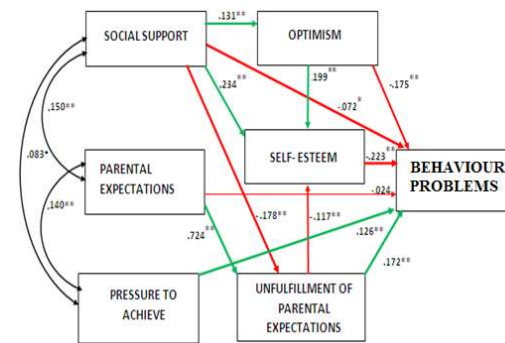 .131**
SOCIAL SUPPORT
OPTIMISM
.199**
-.175**
.234**
-.072*
.150**
.083*
SELF- ESTEEM
-.223**
BEHAVIOUR
PROBLEMS
PARENTAL
EXPECTATIONS
-.024
.140**
-.178**
-.117**
.724**
.126**
.172**
PRESSURE TO
ACHIEVE
UNFULFILLMENT OF
PARENTAL
EXPECTATIONS